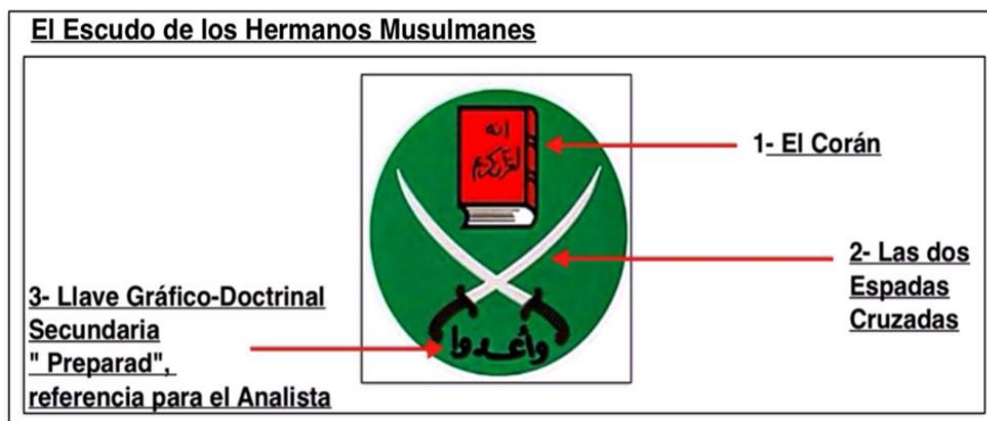 El Escudo de los Hermanos Musulmanes
إنه
لقرآن كريم
1- El Corán
2- Las dos
Espadas
Cruzadas
3- Llave Gráfico-Doctrinal
Secundaria
" Preparad",
referencia para el Analista
وأعدوا